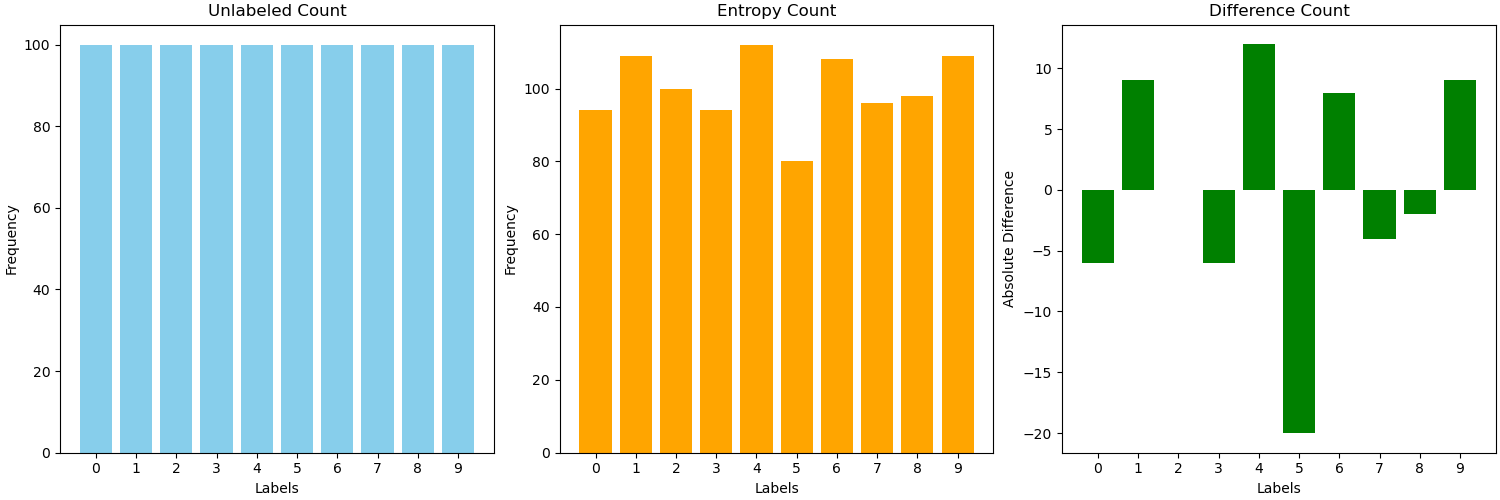 Unlabeled Count
Frequency
100
80
60
40
20
0
0 1 2 3 4 5 6 7 8 9
Labels
Entropy Count
Frequency
100
80
60
40
20
0
0 1 2 3 4 5 6 7 8 9
Labels
Difference Count
Absolute Difference
10
5
0
−5
−10
−15
−20
0 1 2 3 4 5 6 7 8 9
Labels